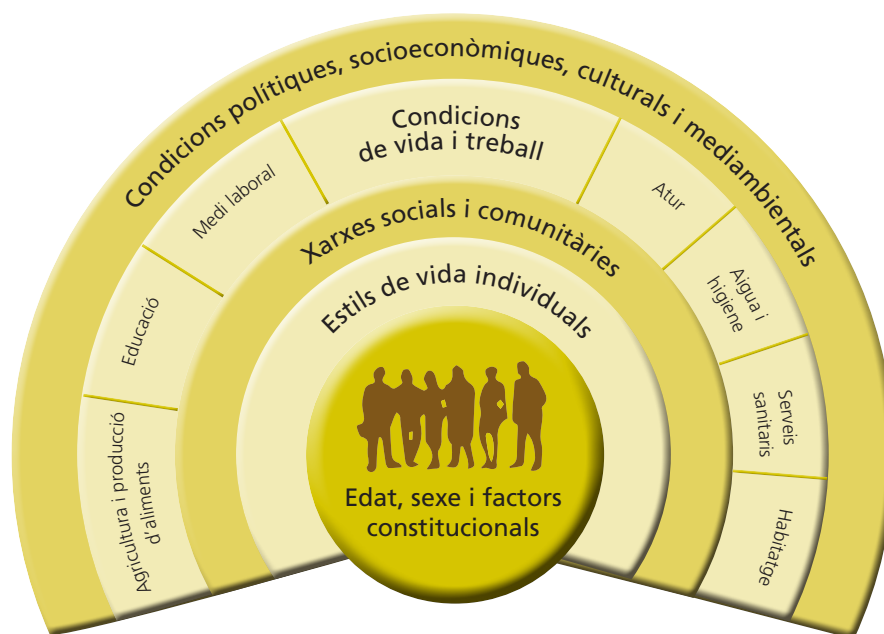 Condicions polítiques, socioeconòmiques, culturals i mediambientals
Condicions
de vida i treball
Agricultura i producció
d'aliments
Educació
Medi laboral
Atur
Aigua i
higiene
Serveis
sanitaris
Habitatge
Xarxes socials i comunitàries
Estils de vida individuals
Edat, sexe i factors
constitucionals